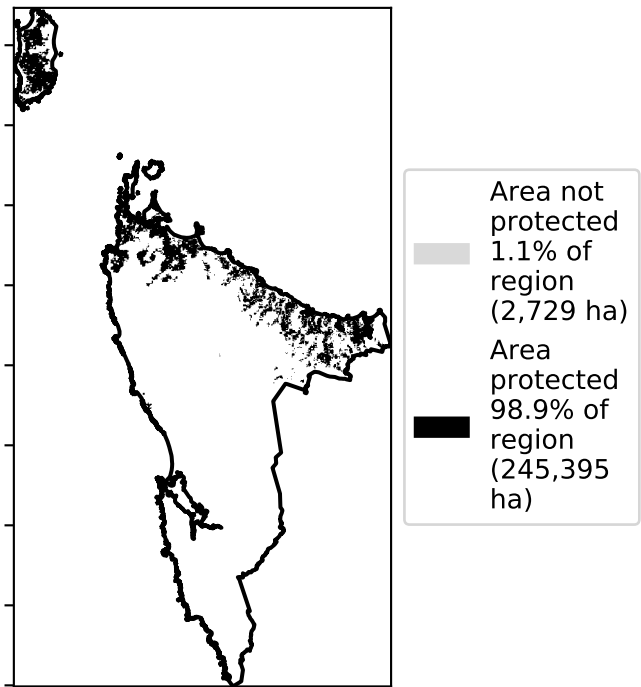 Area not
protected
1.1% of
region
(2,729 ha)
Area
protected
98.9% of
region
(245,395
ha)